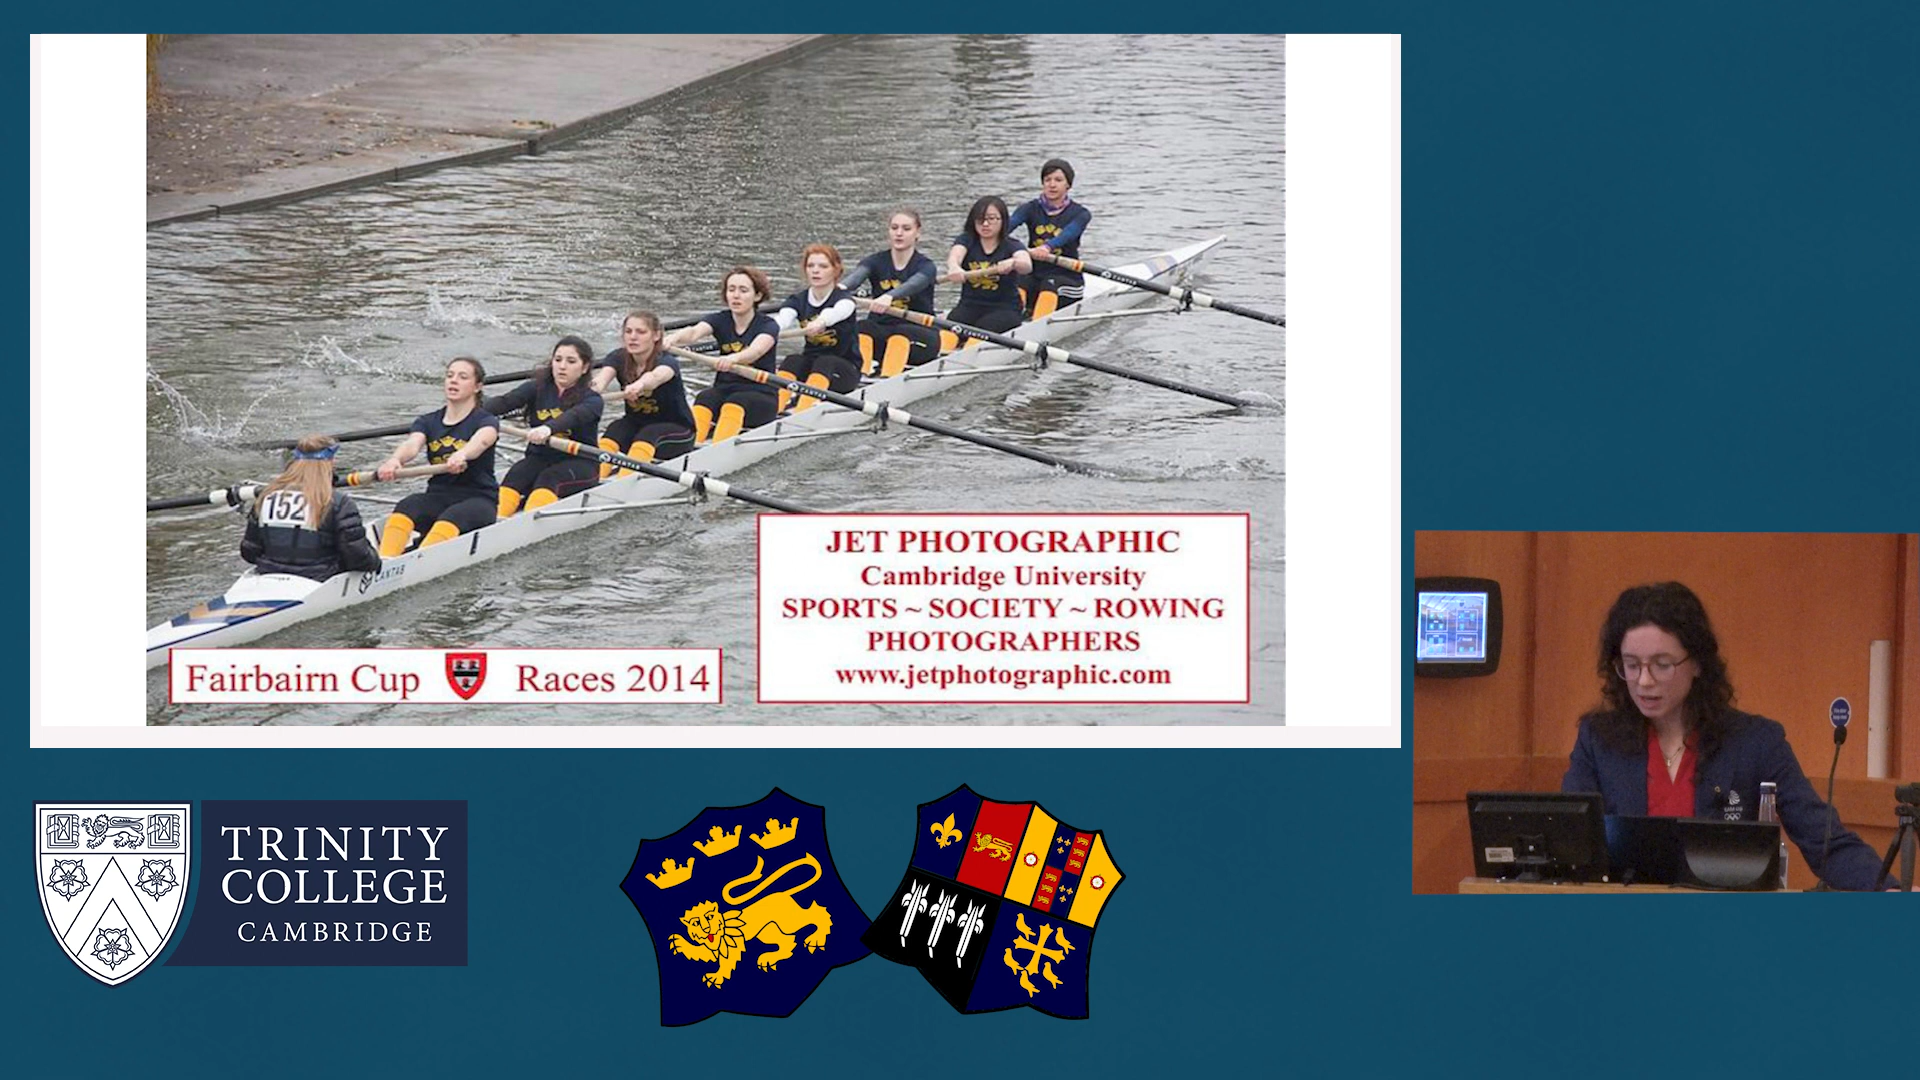 152
CANTAB
JET PHOTOGRAPHIC
Cambridge University
SPORTS ~ SOCIETY ~ ROWING
PHOTOGRAPHERS
www.jetphotographic.com
Fairbairn Cup Races 2014
TRINITY
COLLEGE
CAMBRIDGE